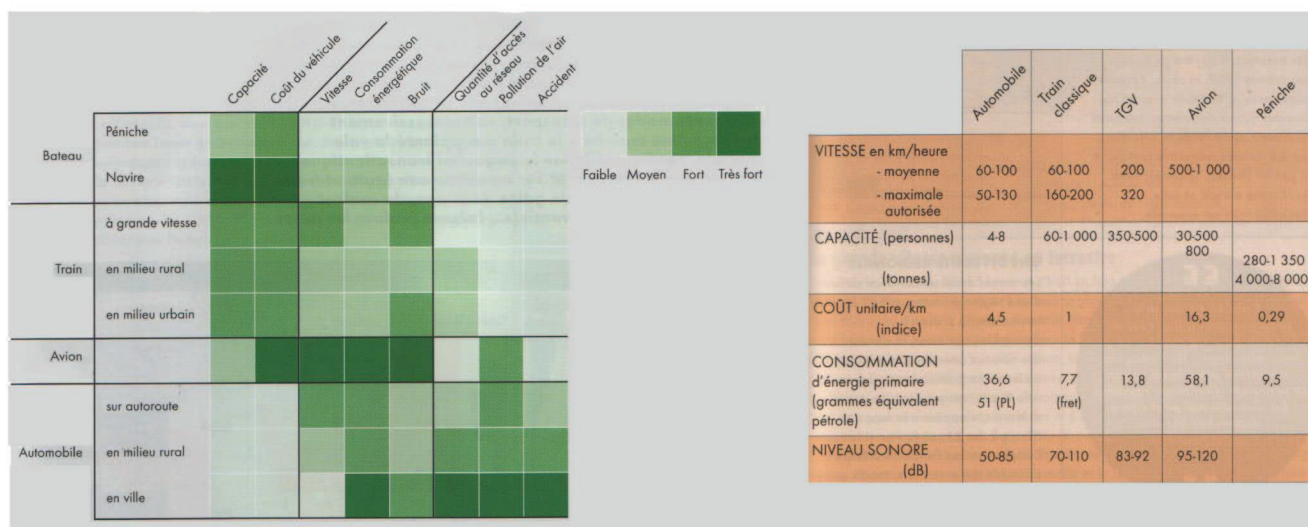 Capacité
Coût du véhicule
Vitesse
Consommation
énergétique
Bruit
Quantité d'accès
au réseau
Pollution de l'air
Accident
Bateau
Péniche
Navire
Train
à grande vitesse
en milieu rural
en milieu urbain
Avion
Automobile
sur autoroute
en milieu rural
en ville
Faible Moyen Fort Très fort
Automobile
Train
classique
TGV
Avion
Péniche
VITESSE en km/heure
- moyenne 60-100 60-100 200 500-1 000
- maximale 50-130 160-200 320
autorisée
CAPACITÉ (personnes) 4-8 60-1 000 350-500 30-500
800
280-1 350
(tonnes) 4 000-8 000
COÛT unitaire/km 4,5 1 16,3 0,29
(indice)
CONSOMMATION
d'énergie primaire 36,6 7,7 13,8 58,1 9,5
(grammes équivalent 51 (PL) (fret)
pétrole)
NIVEAU SONORE 50-85 70-110 83-92 95-120
(dB)